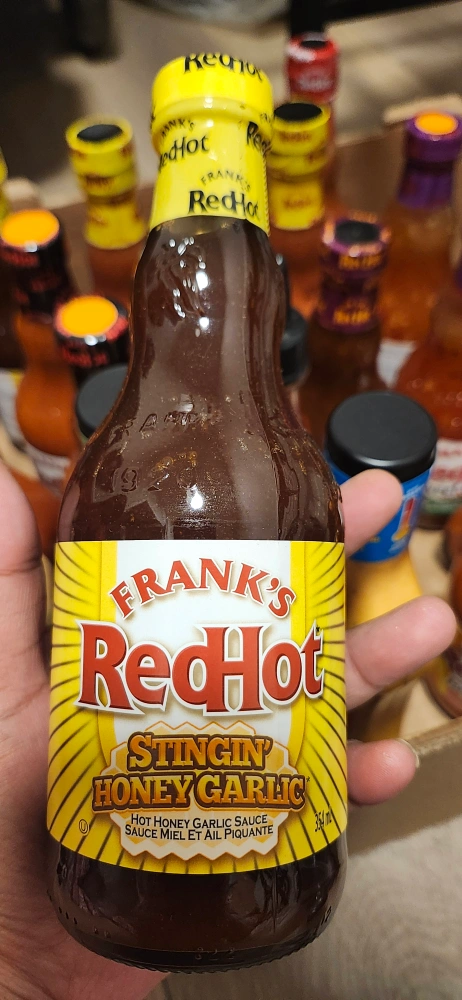 RedHot
FRANK'S
RedHot
FRANK'S
RedHot
FRANK'S
RedHot
STINGIN'
HONEY GARLIC
HOT HONEY GARLIC SAUCE
SAUCE MIEL ET AIL PIQUANTE
354 ml
U